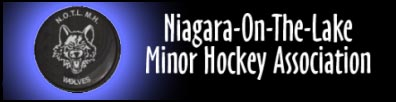 N.O.T.L.M.H.
WOLVES
Niagara-On-The-Lake
Minor Hockey Association